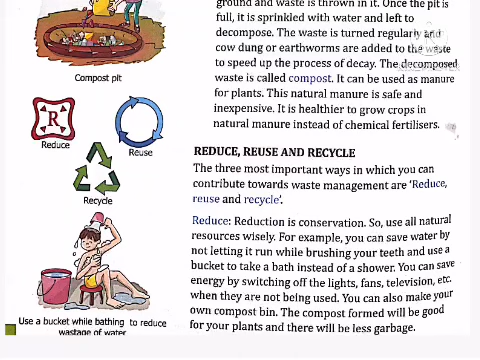 ground and waste is thrown in it. Once the pit is
full, it is sprinkled with water and left to
decompose. The waste is turned regularly and
cow dung or earthworms are added to the waste
to speed up the process of decay. The decomposed
waste is called compost. It can be used as manure
for plants. This natural manure is safe and
inexpensive. It is healthier to grow crops in
natural manure instead of chemical fertilisers.
Compost pit
R
Reduce
Reuse
Recycle
Use a bucket while bathing to reduce
wastage of water
REDUCE, REUSE AND RECYCLE
The three most important ways in which you can
contribute towards waste management are ‘Reduce,
reuse and recycle’.
Reduce: Reduction is conservation. So, use all natural
resources wisely. For example, you can save water by
not letting it run while brushing your teeth and use a
bucket to take a bath instead of a shower. You can save
energy by switching off the lights, fans, television, etc.
when they are not being used. You can also make your
own compost bin. The compost formed will be good
for your plants and there will be less garbage.